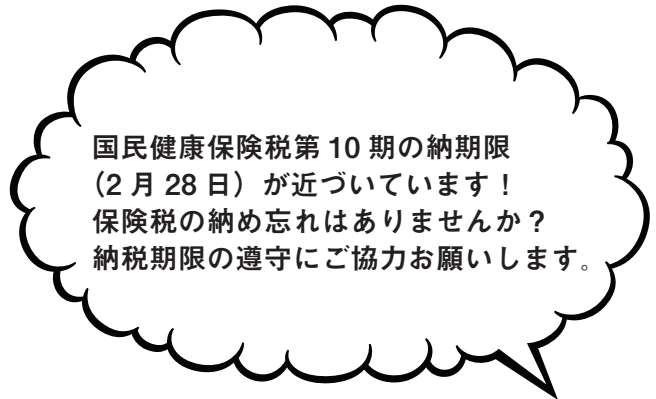 国民健康保険税第 10 期の納期限
（2 月 28 日）が近づいています！
保険税の納め忘れはありませんか？
納税期限の遵守にご協力お願いします。